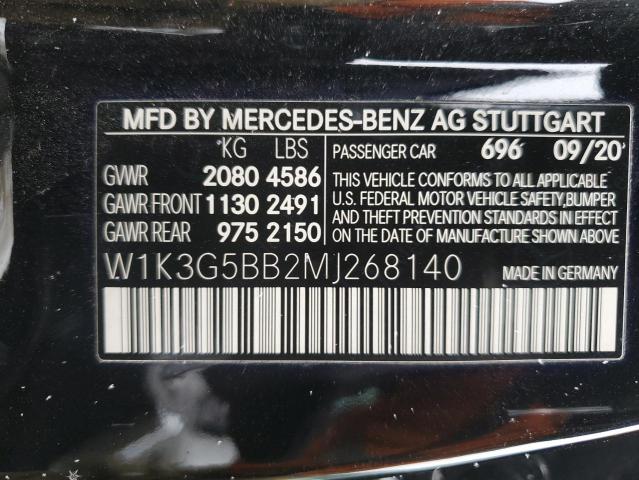 MFD BY MERCEDES-BENZ AG STUTTGART
KG LBS PASSENGER CAR 696 09/20
GVWR 2080 4586 THIS VEHICLE CONFORMS TO ALL APPLICABLE
GAWR FRONT 1130 2491 U.S. FEDERAL MOTOR VEHICLE SAFETY,BUMPER
GAWR REAR 975 2150 AND THEFT PREVENTION STANDARDS IN EFFECT
ON THE DATE OF MANUFACTURE SHOWN ABOVE.
W1K3G5BB2MJ268140 MADE IN GERMANY